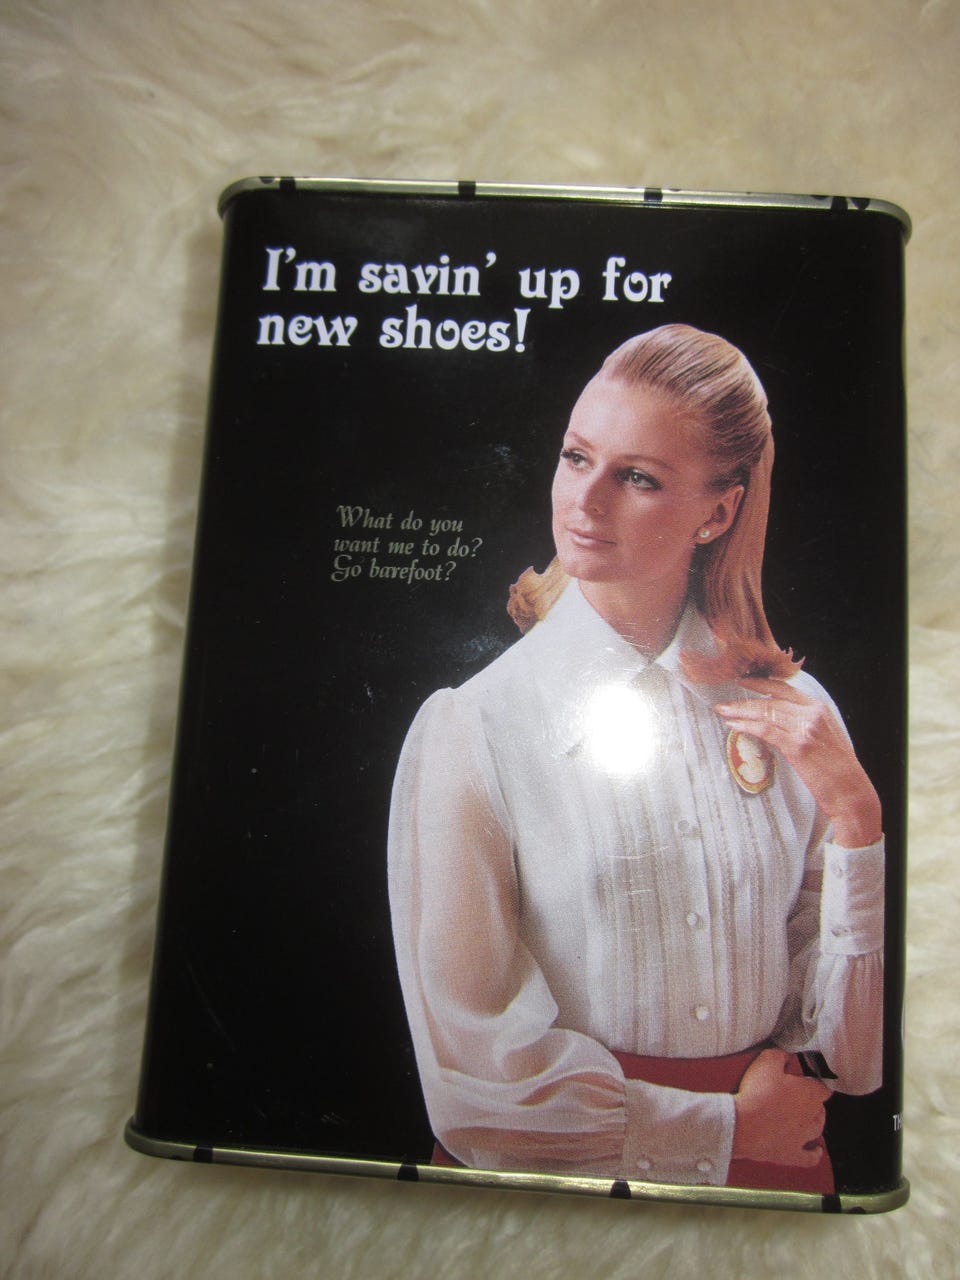 I'm savin' up for
new shoes!
What do you
want me to do?
Go barefoot?